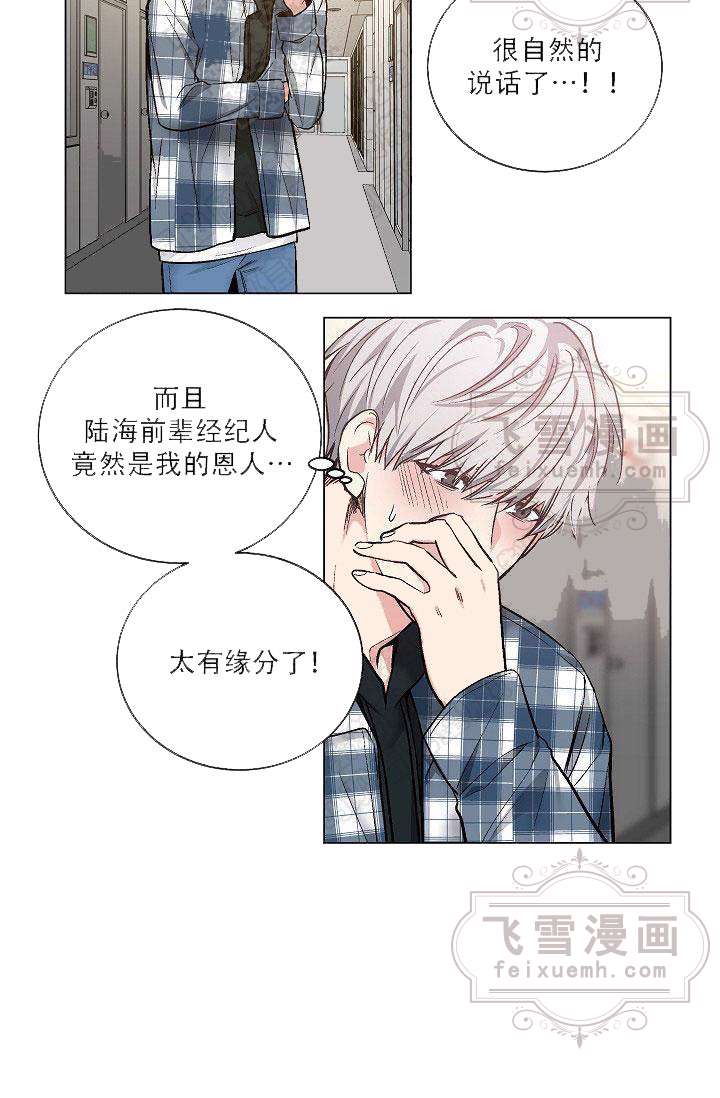 很自然的
说话了…！！
而且
陆海前辈经纪人
竟然是我的恩人…
飞雪漫画
feixuemh.com
太有缘分了!
飞雪漫画
feixuemh.com